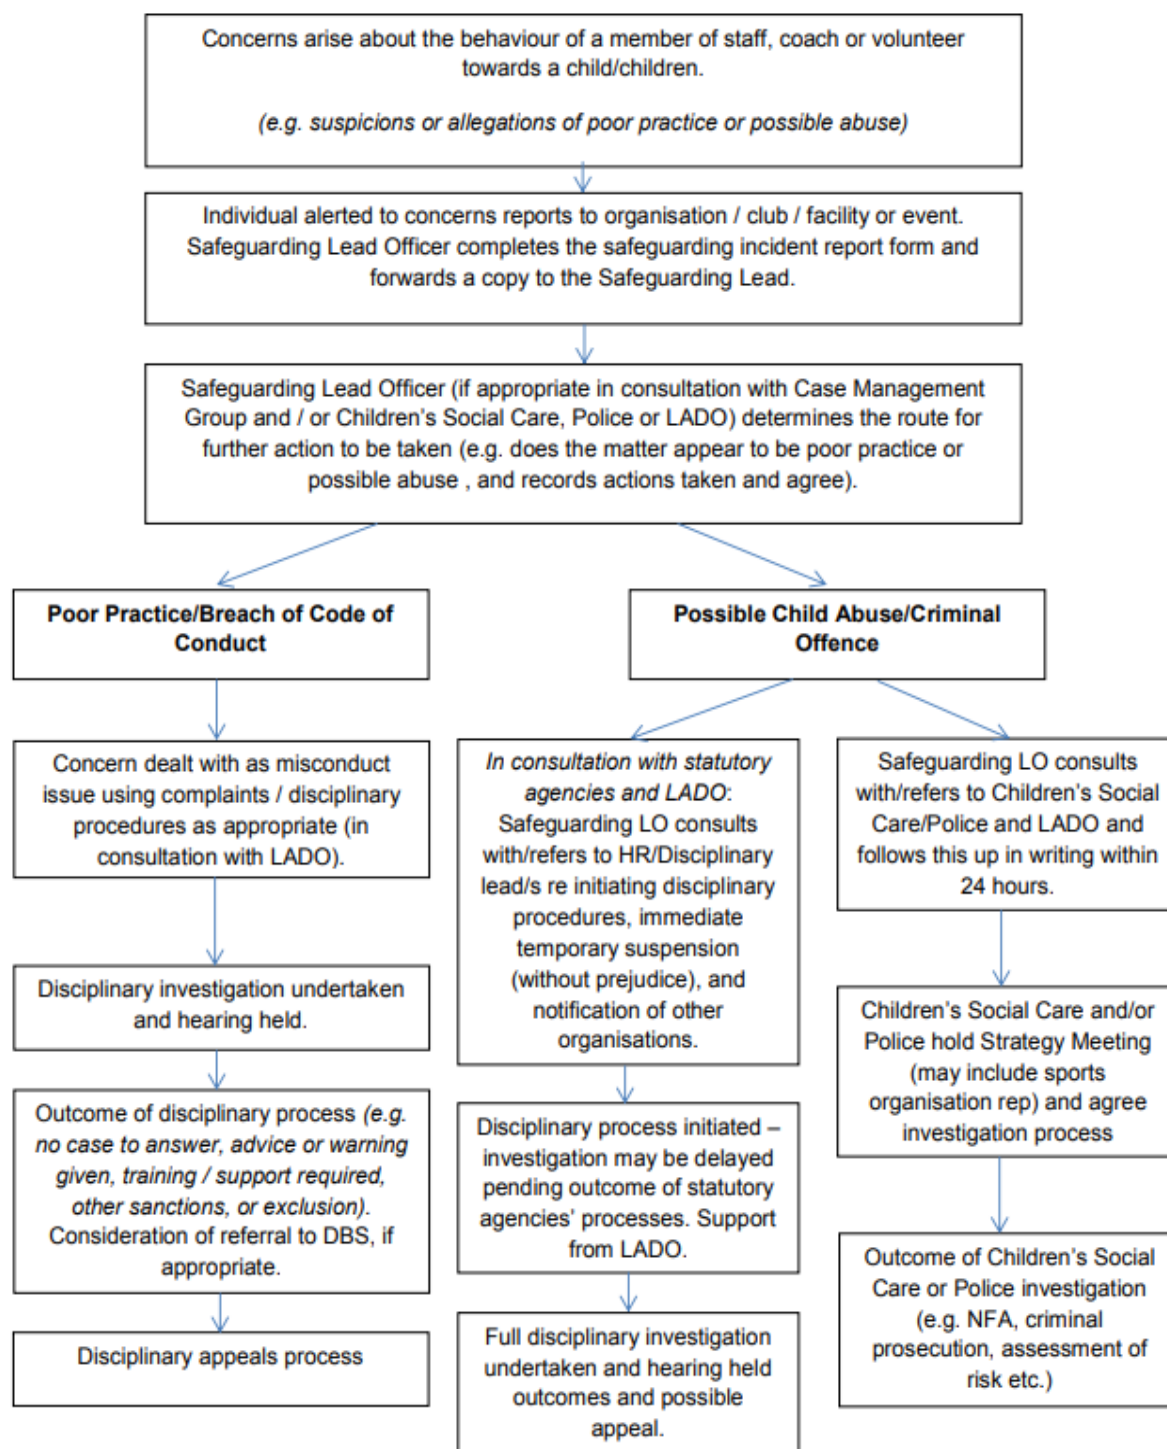 Concerns arise about the behaviour of a member of staff, coach or volunteer
towards a child/children.
(e.g. suspicions or allegations of poor practice or possible abuse)
Individual alerted to concerns reports to organisation / club / facility or event.
Safeguarding Lead Officer completes the safeguarding incident report form and
forwards a copy to the Safeguarding Lead.
Safeguarding Lead Officer (if appropriate in consultation with Case Management
Group and / or Children's Social Care, Police or LADO) determines the route for
further action to be taken (e.g. does the matter appear to be poor practice or
possible abuse , and records actions taken and agree).
Poor Practice/Breach of Code of
Conduct
Concern dealt with as misconduct
issue using complaints / disciplinary
procedures as appropriate (in
consultation with LADO).
Disciplinary investigation undertaken
and hearing held.
Outcome of disciplinary process (e.g.
no case to answer, advice or warning
given, training / support required,
other sanctions, or exclusion).
Consideration of referral to DBS, if
appropriate.
Disciplinary appeals process
Possible Child Abuse/Criminal
Offence
In consultation with statutory
agencies and LADO:
Safeguarding LO consults
with/refers to HR/Disciplinary
lead/s re initiating disciplinary
procedures, immediate
temporary suspension
(without prejudice), and
notification of other
organisations.
Disciplinary process initiated –
investigation may be delayed
pending outcome of statutory
agencies' processes. Support
from LADO.
Full disciplinary investigation
undertaken and hearing held
outcomes and possible
appeal.
Safeguarding LO consults
with/refers to Children's Social
Care/Police and LADO and
follows this up in writing within
24 hours.
Children's Social Care and/or
Police hold Strategy Meeting
(may include sports
organisation rep) and agree
investigation process
Outcome of Children's Social
Care or Police investigation
(e.g. NFA, criminal
prosecution, assessment of
risk etc.)